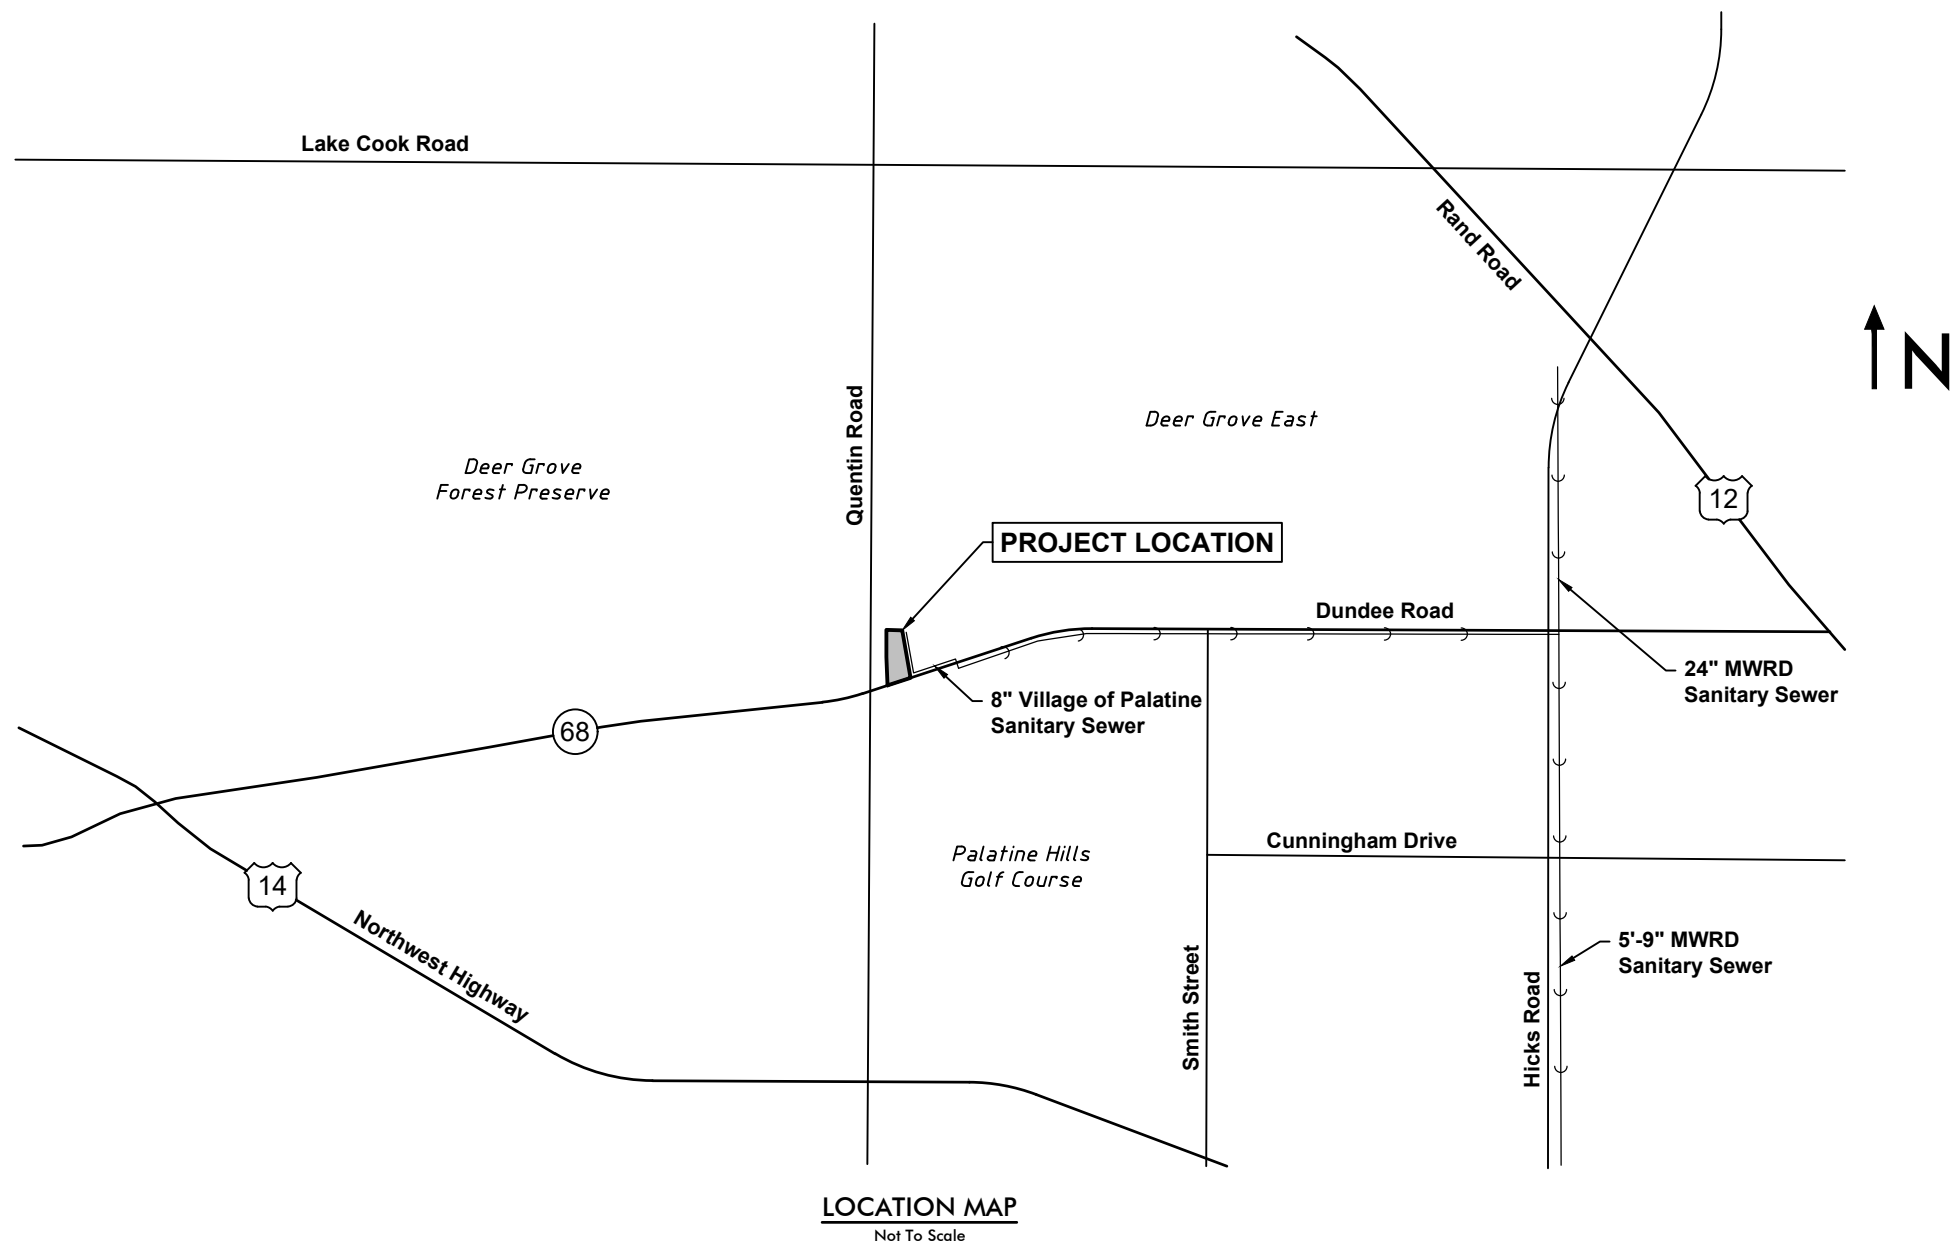 Lake Cook Road
Rand Road
N
Quentin Road
Deer Grove East
Deer Grove
Forest Preserve
12
PROJECT LOCATION
Dundee Road
24" MWRD
Sanitary Sewer
8" Village of Palatine
Sanitary Sewer
68
Cunningham Drive
Palatine Hills
Golf Course
14
Northwest Highway
Smith Street
Hicks Road
5'-9" MWRD
Sanitary Sewer
LOCATION MAP
Not To Scale